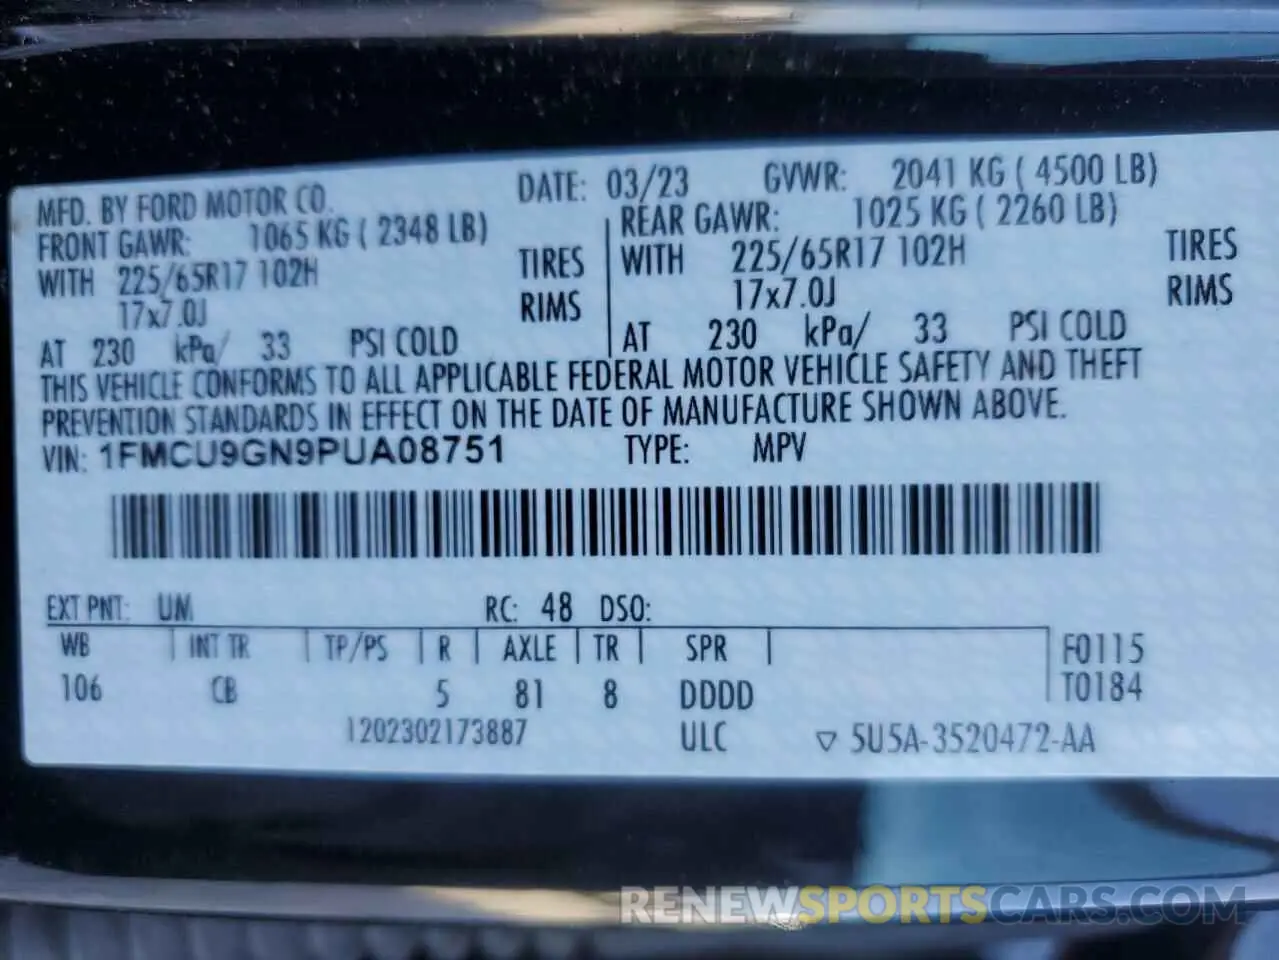 MFD. BY FORD MOTOR CO. DATE: 03/23 GVWR: 2041 KG ( 4500 LB)
FRONT GAWR: 1065 KG ( 2348 LB) REAR GAWR: 1025 KG ( 2260 LB)
WITH 225/65R17 102H TIRES WITH 225/65R17 102H TIRES
17x7.0J RIMS 17x7.0J RIMS
AT 230 kPa/ 33 PSI COLD AT 230 kPa/ 33 PSI COLD
THIS VEHICLE CONFORMS TO ALL APPLICABLE FEDERAL MOTOR VEHICLE SAFETY AND THEFT
PREVENTION STANDARDS IN EFFECT ON THE DATE OF MANUFACTURE SHOWN ABOVE.
VIN: 1FMCU9GN9PUA08751 TYPE: MPV
EXT PNT: UM RC: 48 DSO:
WB INT TR TP/PS R AXLE TR SPR F0115
106 CB 5 81 8 DDDD T0184
1202302173887 ULC ▽ 5U5A-3520472-AA
RENEWSPORTSCARS.COM